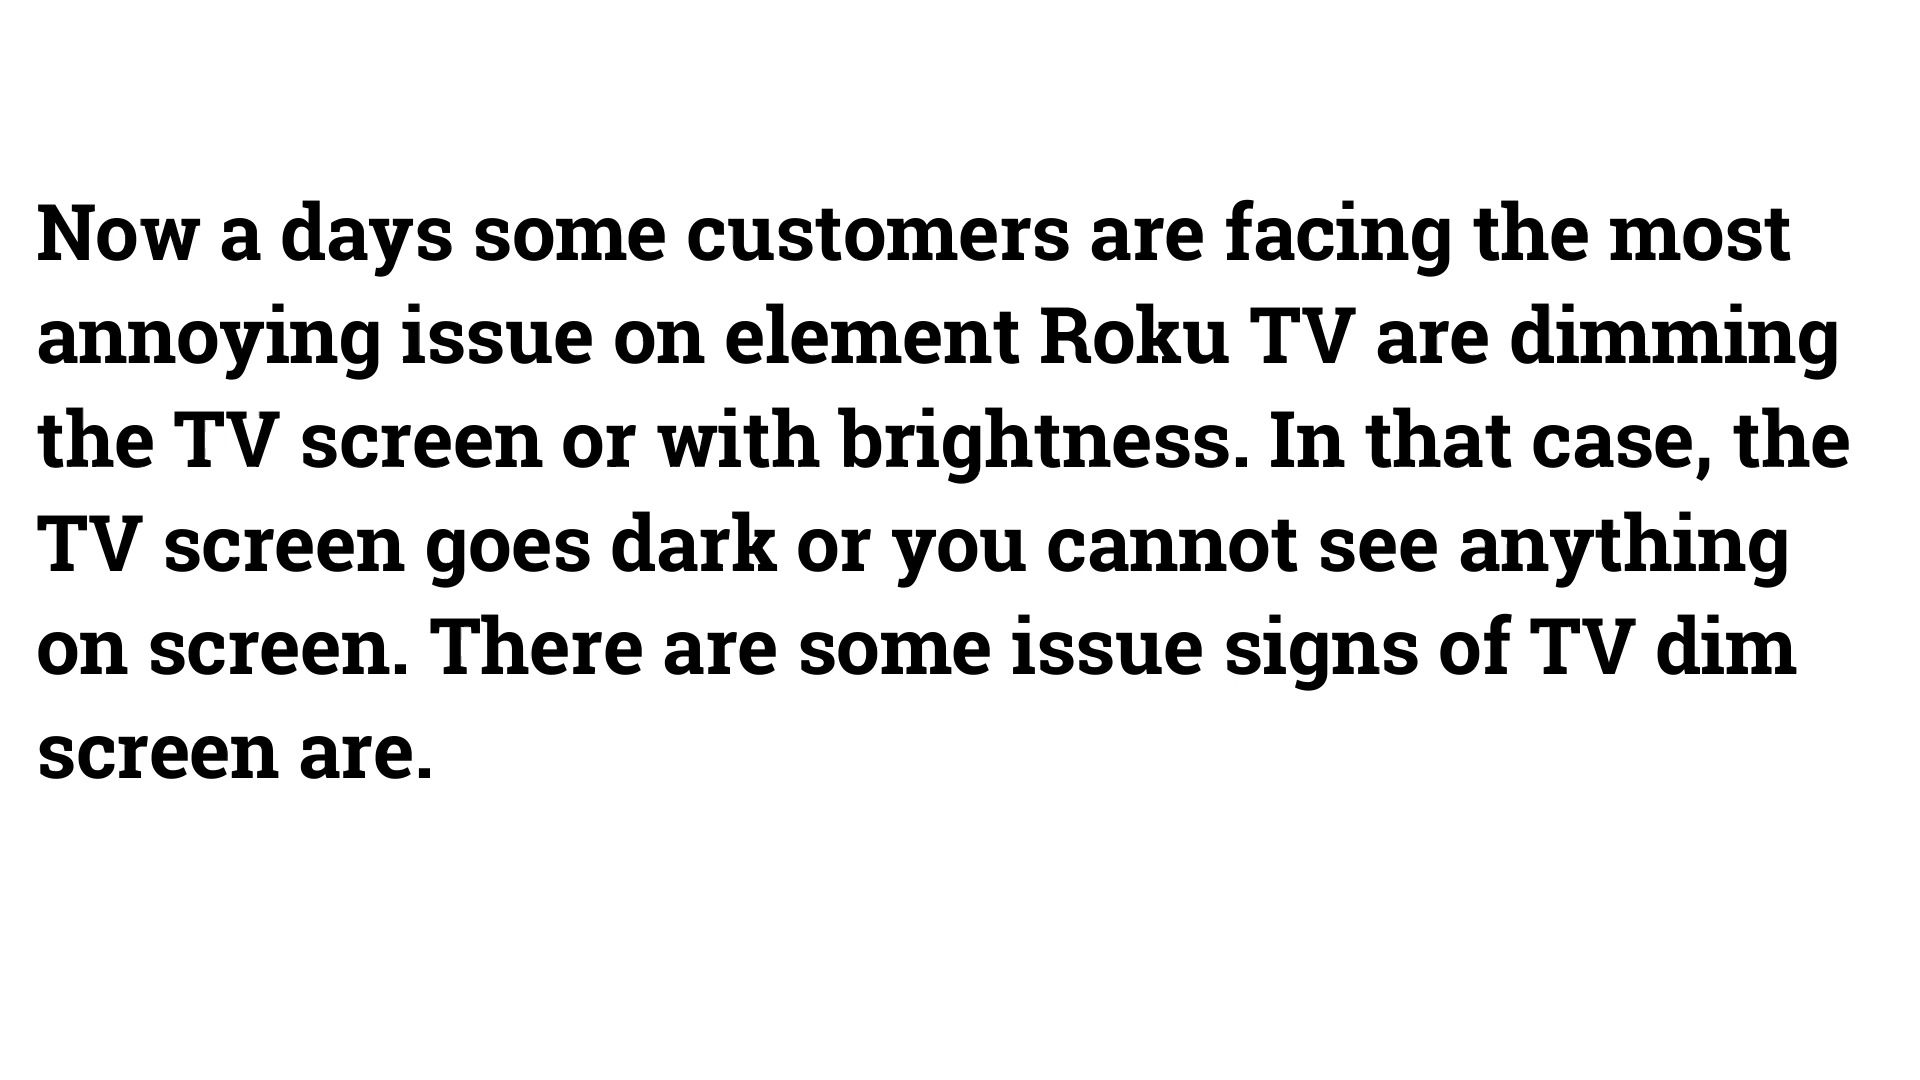 Now a days some customers are facing the most
annoying issue on element Roku TV are dimming
the TV screen or with brightness. In that case, the
TV screen goes dark or you cannot see anything
on screen. There are some issue signs of TV dim
screen are.